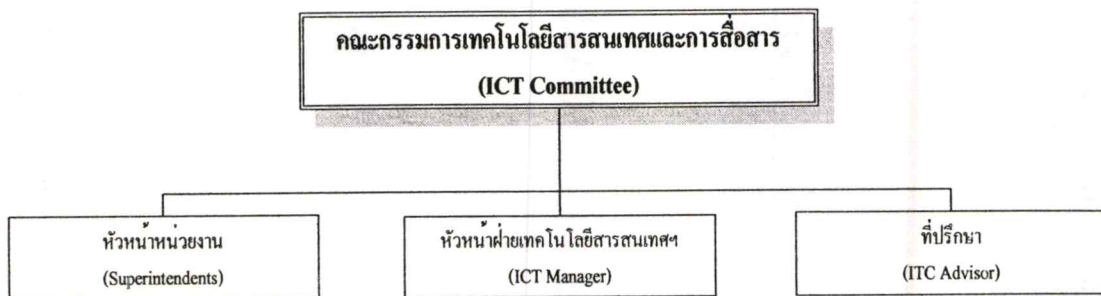 คณะกรรมการเทคโนโลยีสารสนเทศและการสื่อสาร
(ICT Committee)
หัวหน้าหน่วยงาน
(Superintendents)
หัวหน้าฝ่ายเทคโนโลยีสารสนเทศฯ
(ICT Manager)
ที่ปรึกษา
(ITC Advisor)